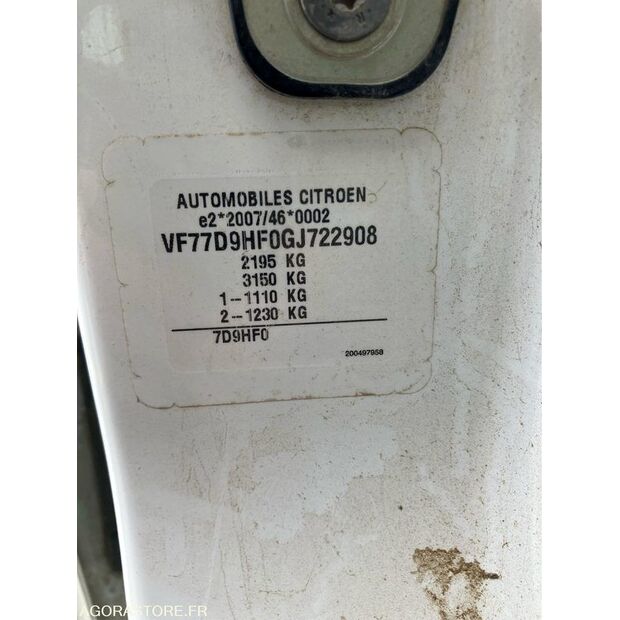 AUTOMOBILES CITROEN
e2*2007/46*0002
VF77D9HF0GJ722908
2195 KG
3150 KG
1--1110 KG
2--1230 KG
7D9HF0
200497958
AGORASTORE.FR